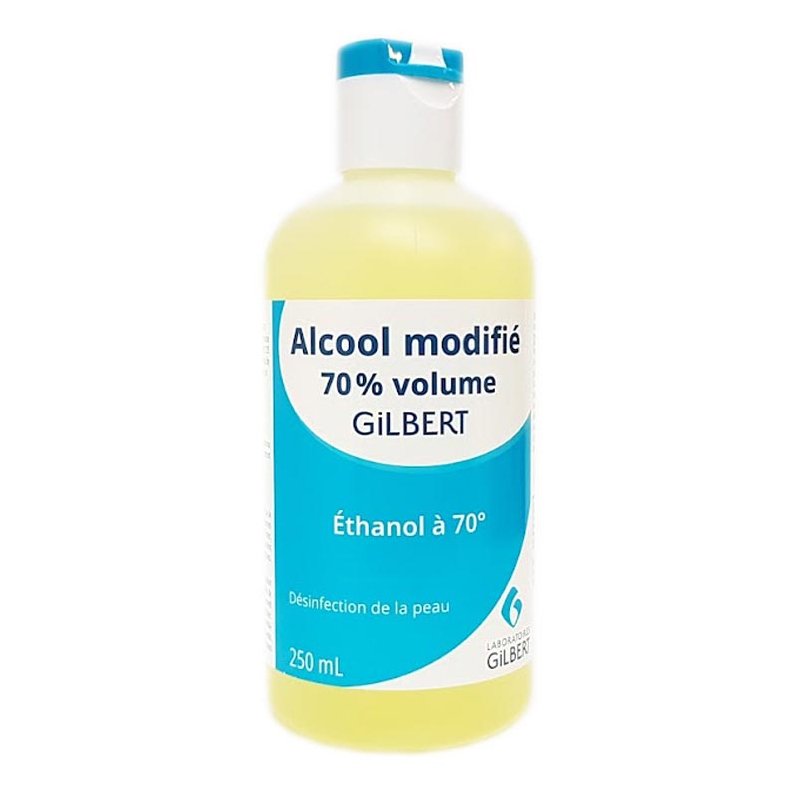 Alcool modifié
70% volume
GiLBERT
Éthanol à 70°
Désinfection de la peau
250 mL
LABORATOIRES
GiLBERT